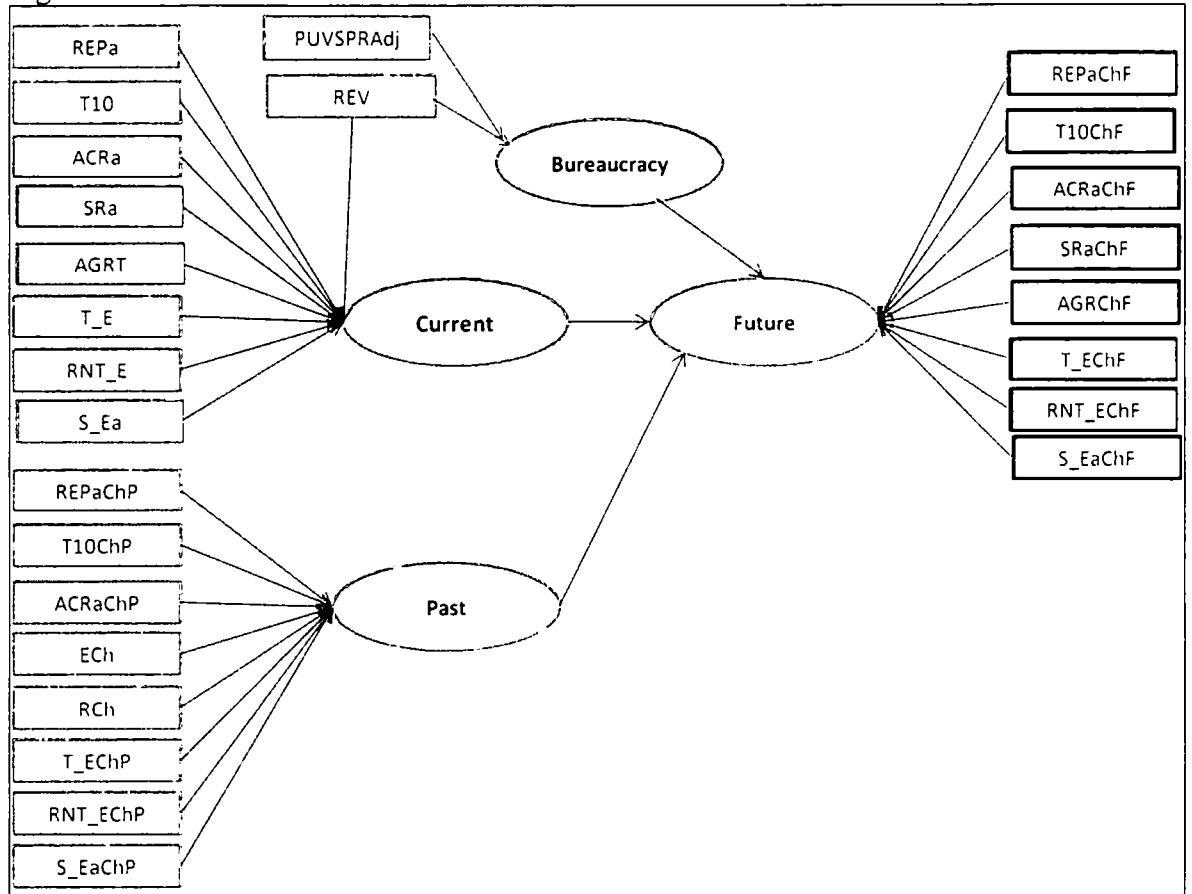 REPa
T10
ACRa
SRa
AGRT
T_E
RNT_E
S_Ea
REPaChP
T10ChP
ACRaChP
ECh
RCh
T_EChP
RNT_EChP
S_EaChP
PUVSPRAdj
REV
Bureaucracy
Current
Future
Past
REPaChF
T10ChF
ACRaChF
SRaChF
AGRChF
T_EChF
RNT_EChF
S_EaChF